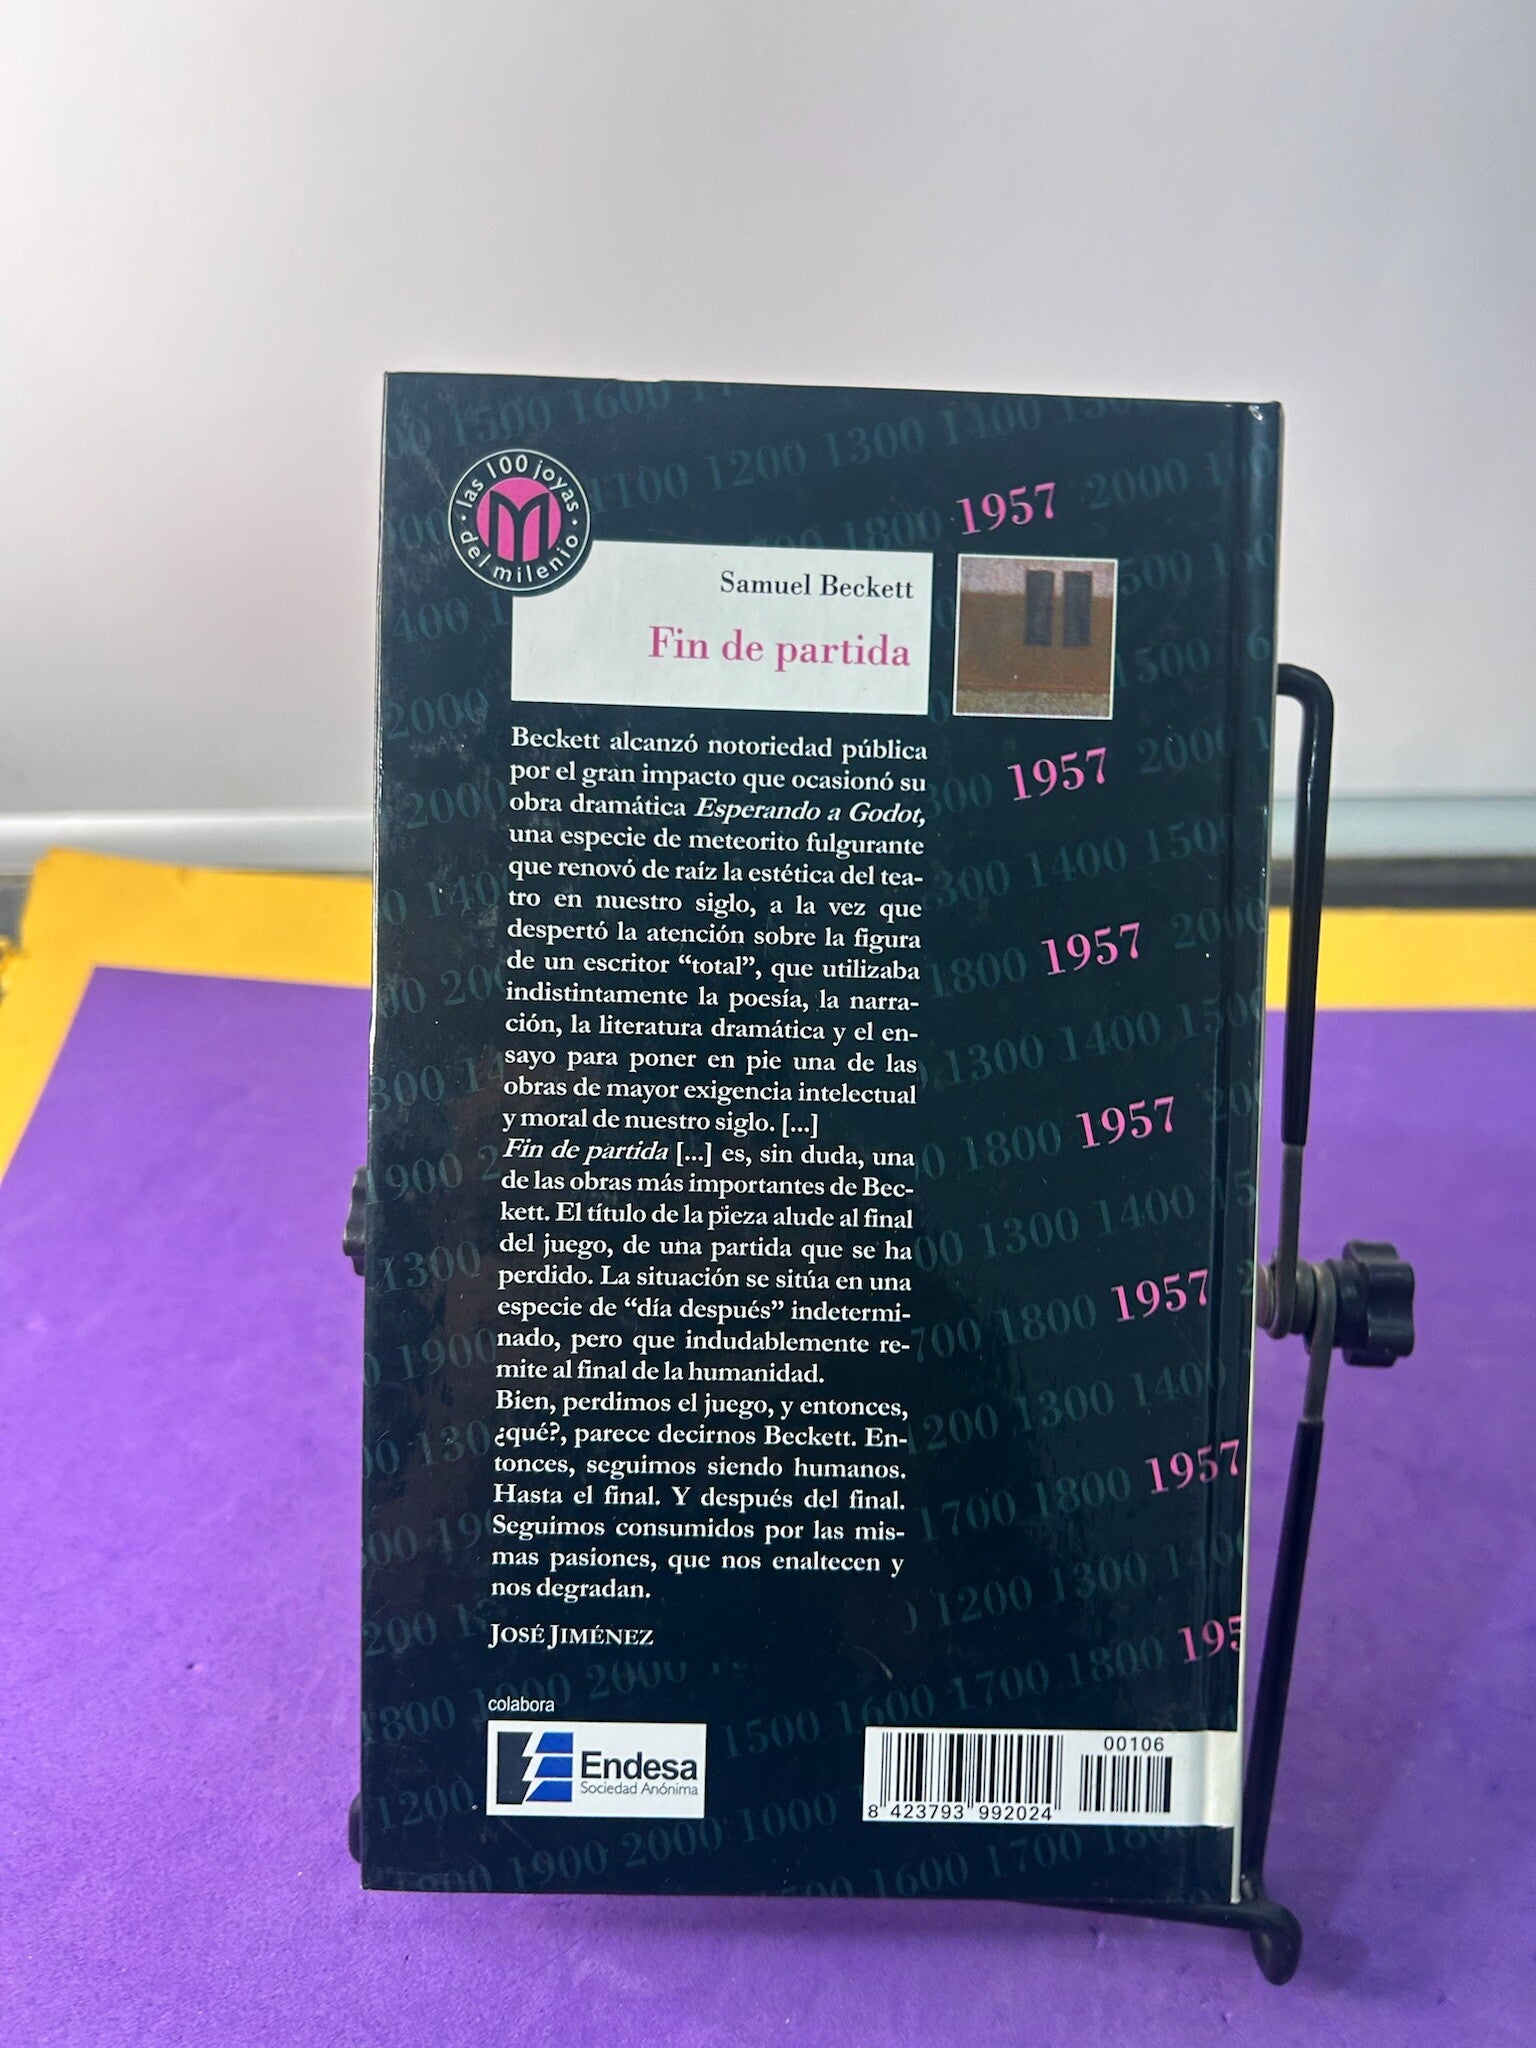 las 100 joyas
M
del milenio
1957
Samuel Beckett
Fin de partida
Beckett alcanzó notoriedad pública
por el gran impacto que ocasionó su
obra dramática Esperando a Godot,
una especie de meteorito fulgurante
que renovó de raíz la estética del tea-
tro en nuestro siglo, a la vez que
despertó la atención sobre la figura
de un escritor “total”, que utilizaba
indistintamente la poesía, la narra-
ción, la literatura dramática y el en-
sayo para poner en pie una de las
obras de mayor exigencia intelectual
y moral de nuestro siglo. [...]
Fin de partida [...] es, sin duda, una
de las obras más importantes de Bec-
kett. El título de la pieza alude al final
del juego, de una partida que se ha
perdido. La situación se sitúa en una
especie de “día después” indetermi-
nado, pero que indudablemente re-
mite al final de la humanidad.
Bien, perdimos el juego, y entonces,
¿qué?, parece decirnos Beckett. En-
tonces, seguimos siendo humanos.
Hasta el final. Y después del final.
Seguimos consumidos por las mis-
mas pasiones, que nos enaltecen y
nos degradan.
JOSÉ JIMÉNEZ
1957
1957
1957
1957
1957
195
colabora
Endesa
Sociedad Anónima
00106
8 423793 992024